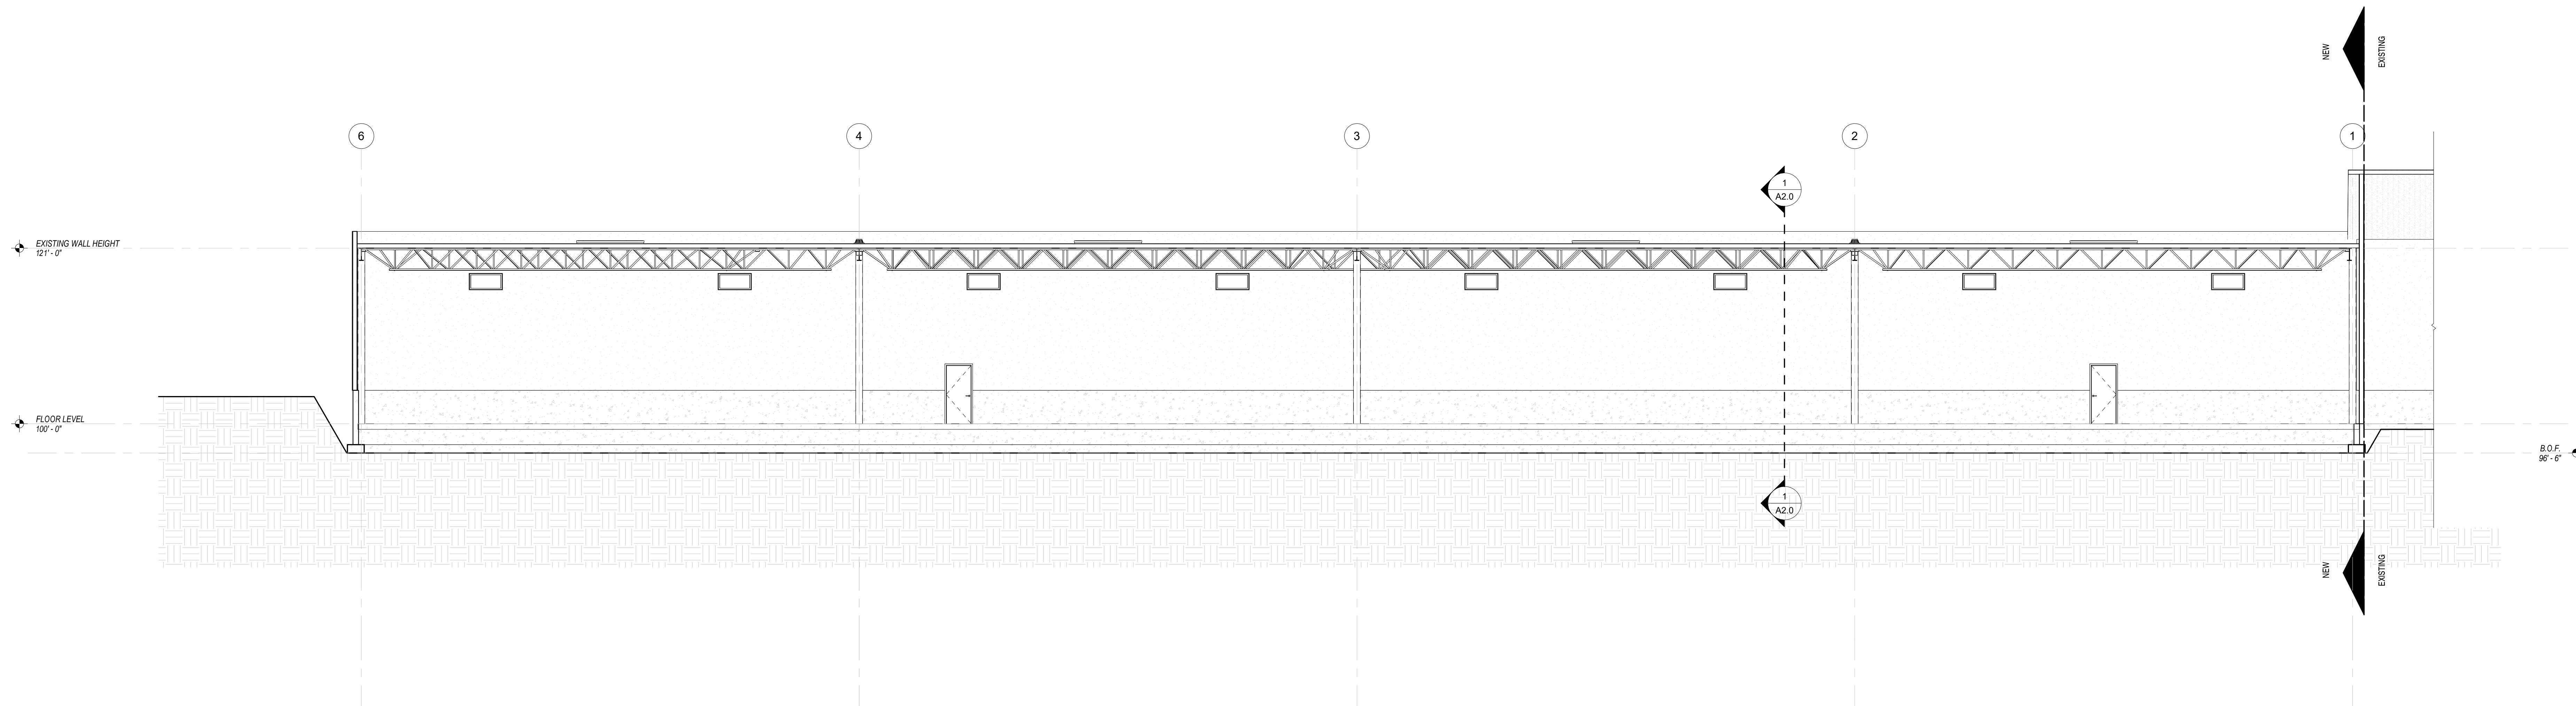 NEW
EXISTING
6
4
3
2
1
1
A2.0
EXISTING WALL HEIGHT
121' - 0"
FLOOR LEVEL
100' - 0"
B.O.F.
96' - 6"
1
A2.0
NEW
EXISTING